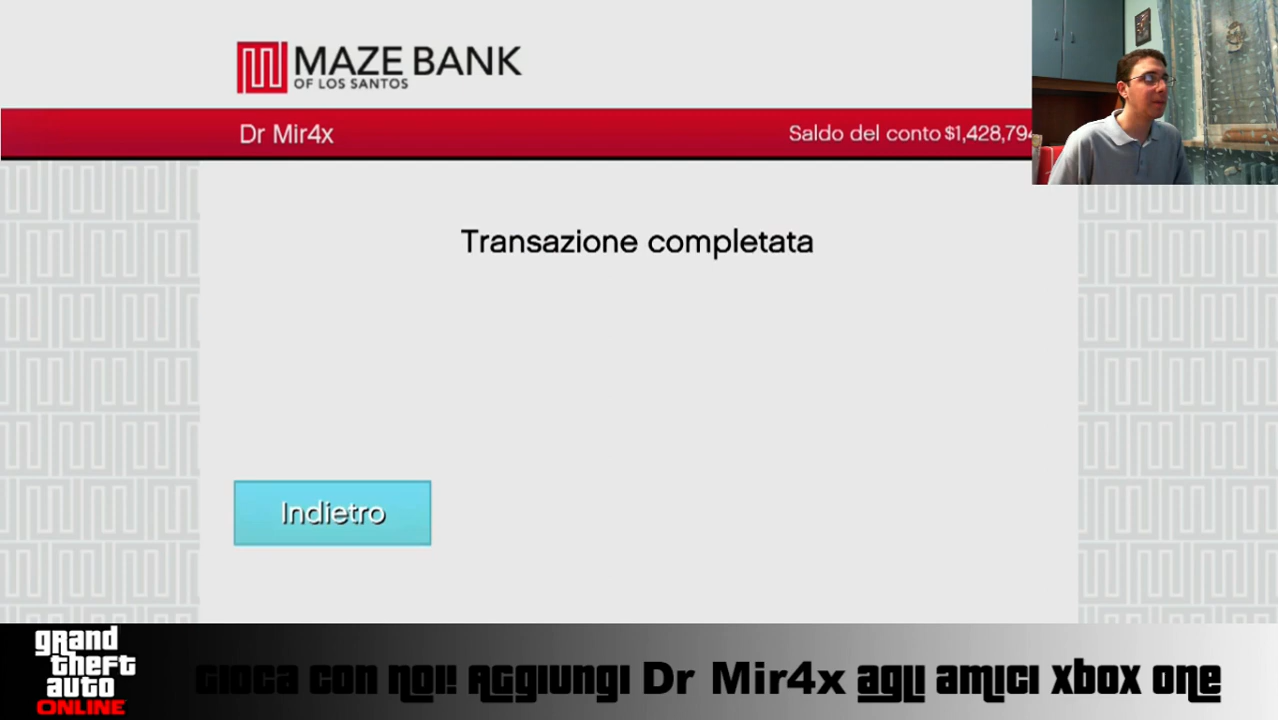 MAZE BANK
OF LOS SANTOS
Dr Mir4x
Saldo del conto $1,428,794
Transazione completata
Indietro
grand
theft
auto
ONLINE
Gioca con noi! Aggiungi Dr Mir4x agli amici xbox one